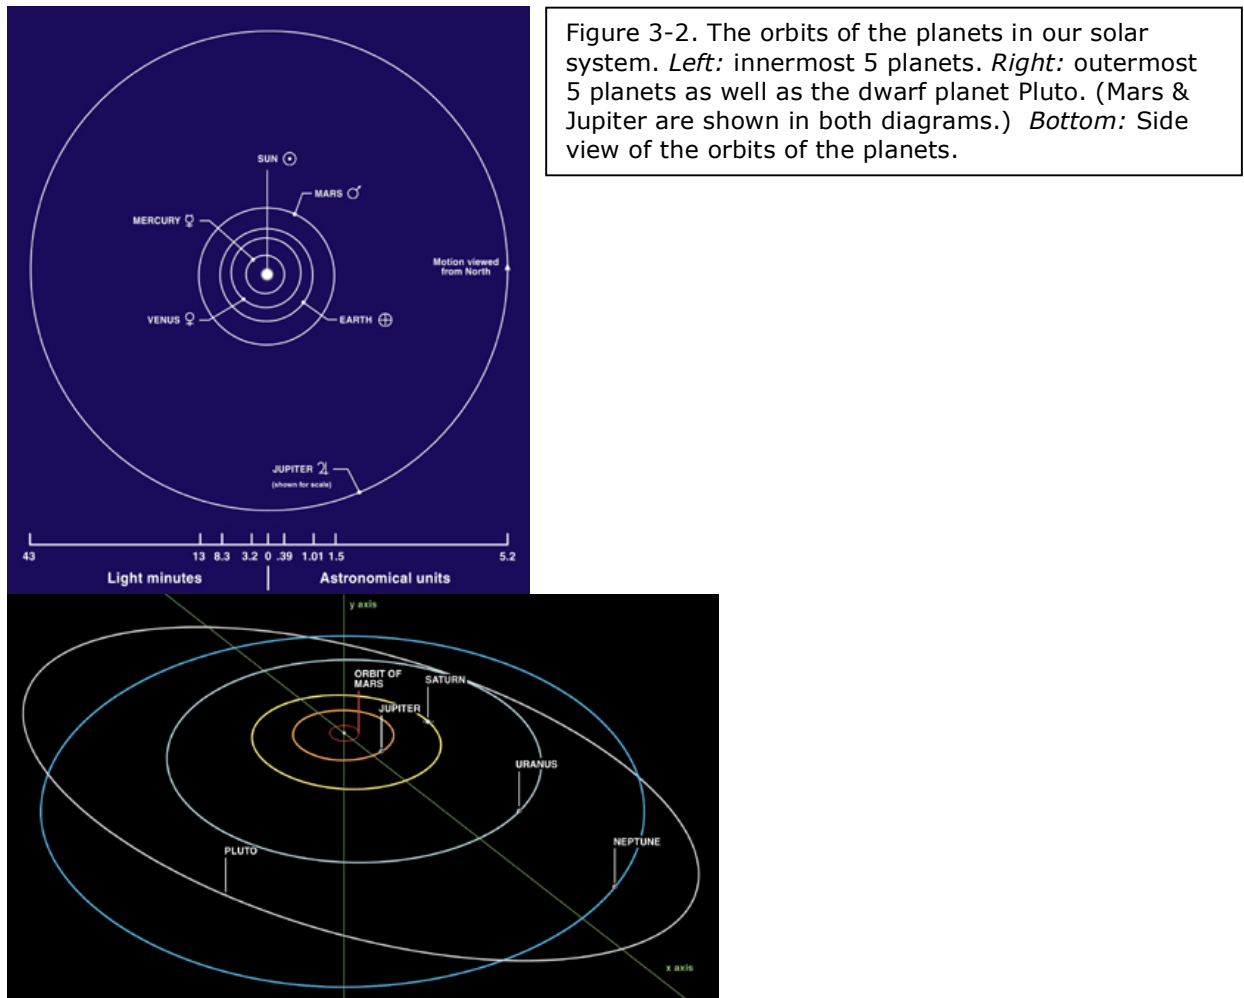 Figure 3-2. The orbits of the planets in our solar
system. Left: innermost 5 planets. Right: outermost
5 planets as well as the dwarf planet Pluto. (Mars &
Jupiter are shown in both diagrams.) Bottom: Side
view of the orbits of the planets.
SUN ☉
MARS ♂
MERCURY ☿
Motion viewed
from North
VENUS ♀
EARTH ⊕
JUPITER ♃
(shown for scale)
43 13 8.3 3.2 0 .39 1.01 1.5 5.2
Light minutes Astronomical units
y axis
ORBIT OF
MARS
SATURN
JUPITER
URANUS
NEPTUNE
PLUTO
x axis